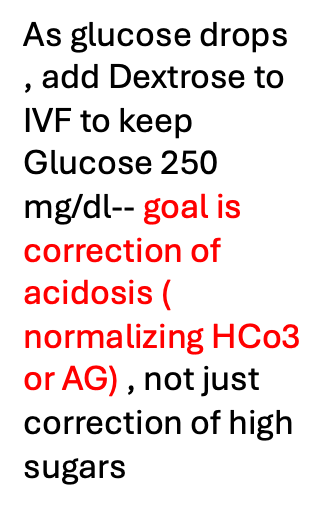 As glucose drops
, add Dextrose to
IVF to keep
Glucose 250
mg/dl-- goal is
correction of
acidosis (
normalizing HCo3
or AG) , not just
correction of high
sugars